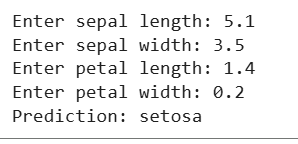 Enter sepal length: 5.1
Enter sepal width: 3.5
Enter petal length: 1.4
Enter petal width: 0.2
Prediction: setosa